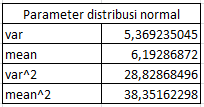 Parameter distribusi normal
var 5,369235045
mean 6,19286872
var^2 28,82868496
mean^2 38,35162298